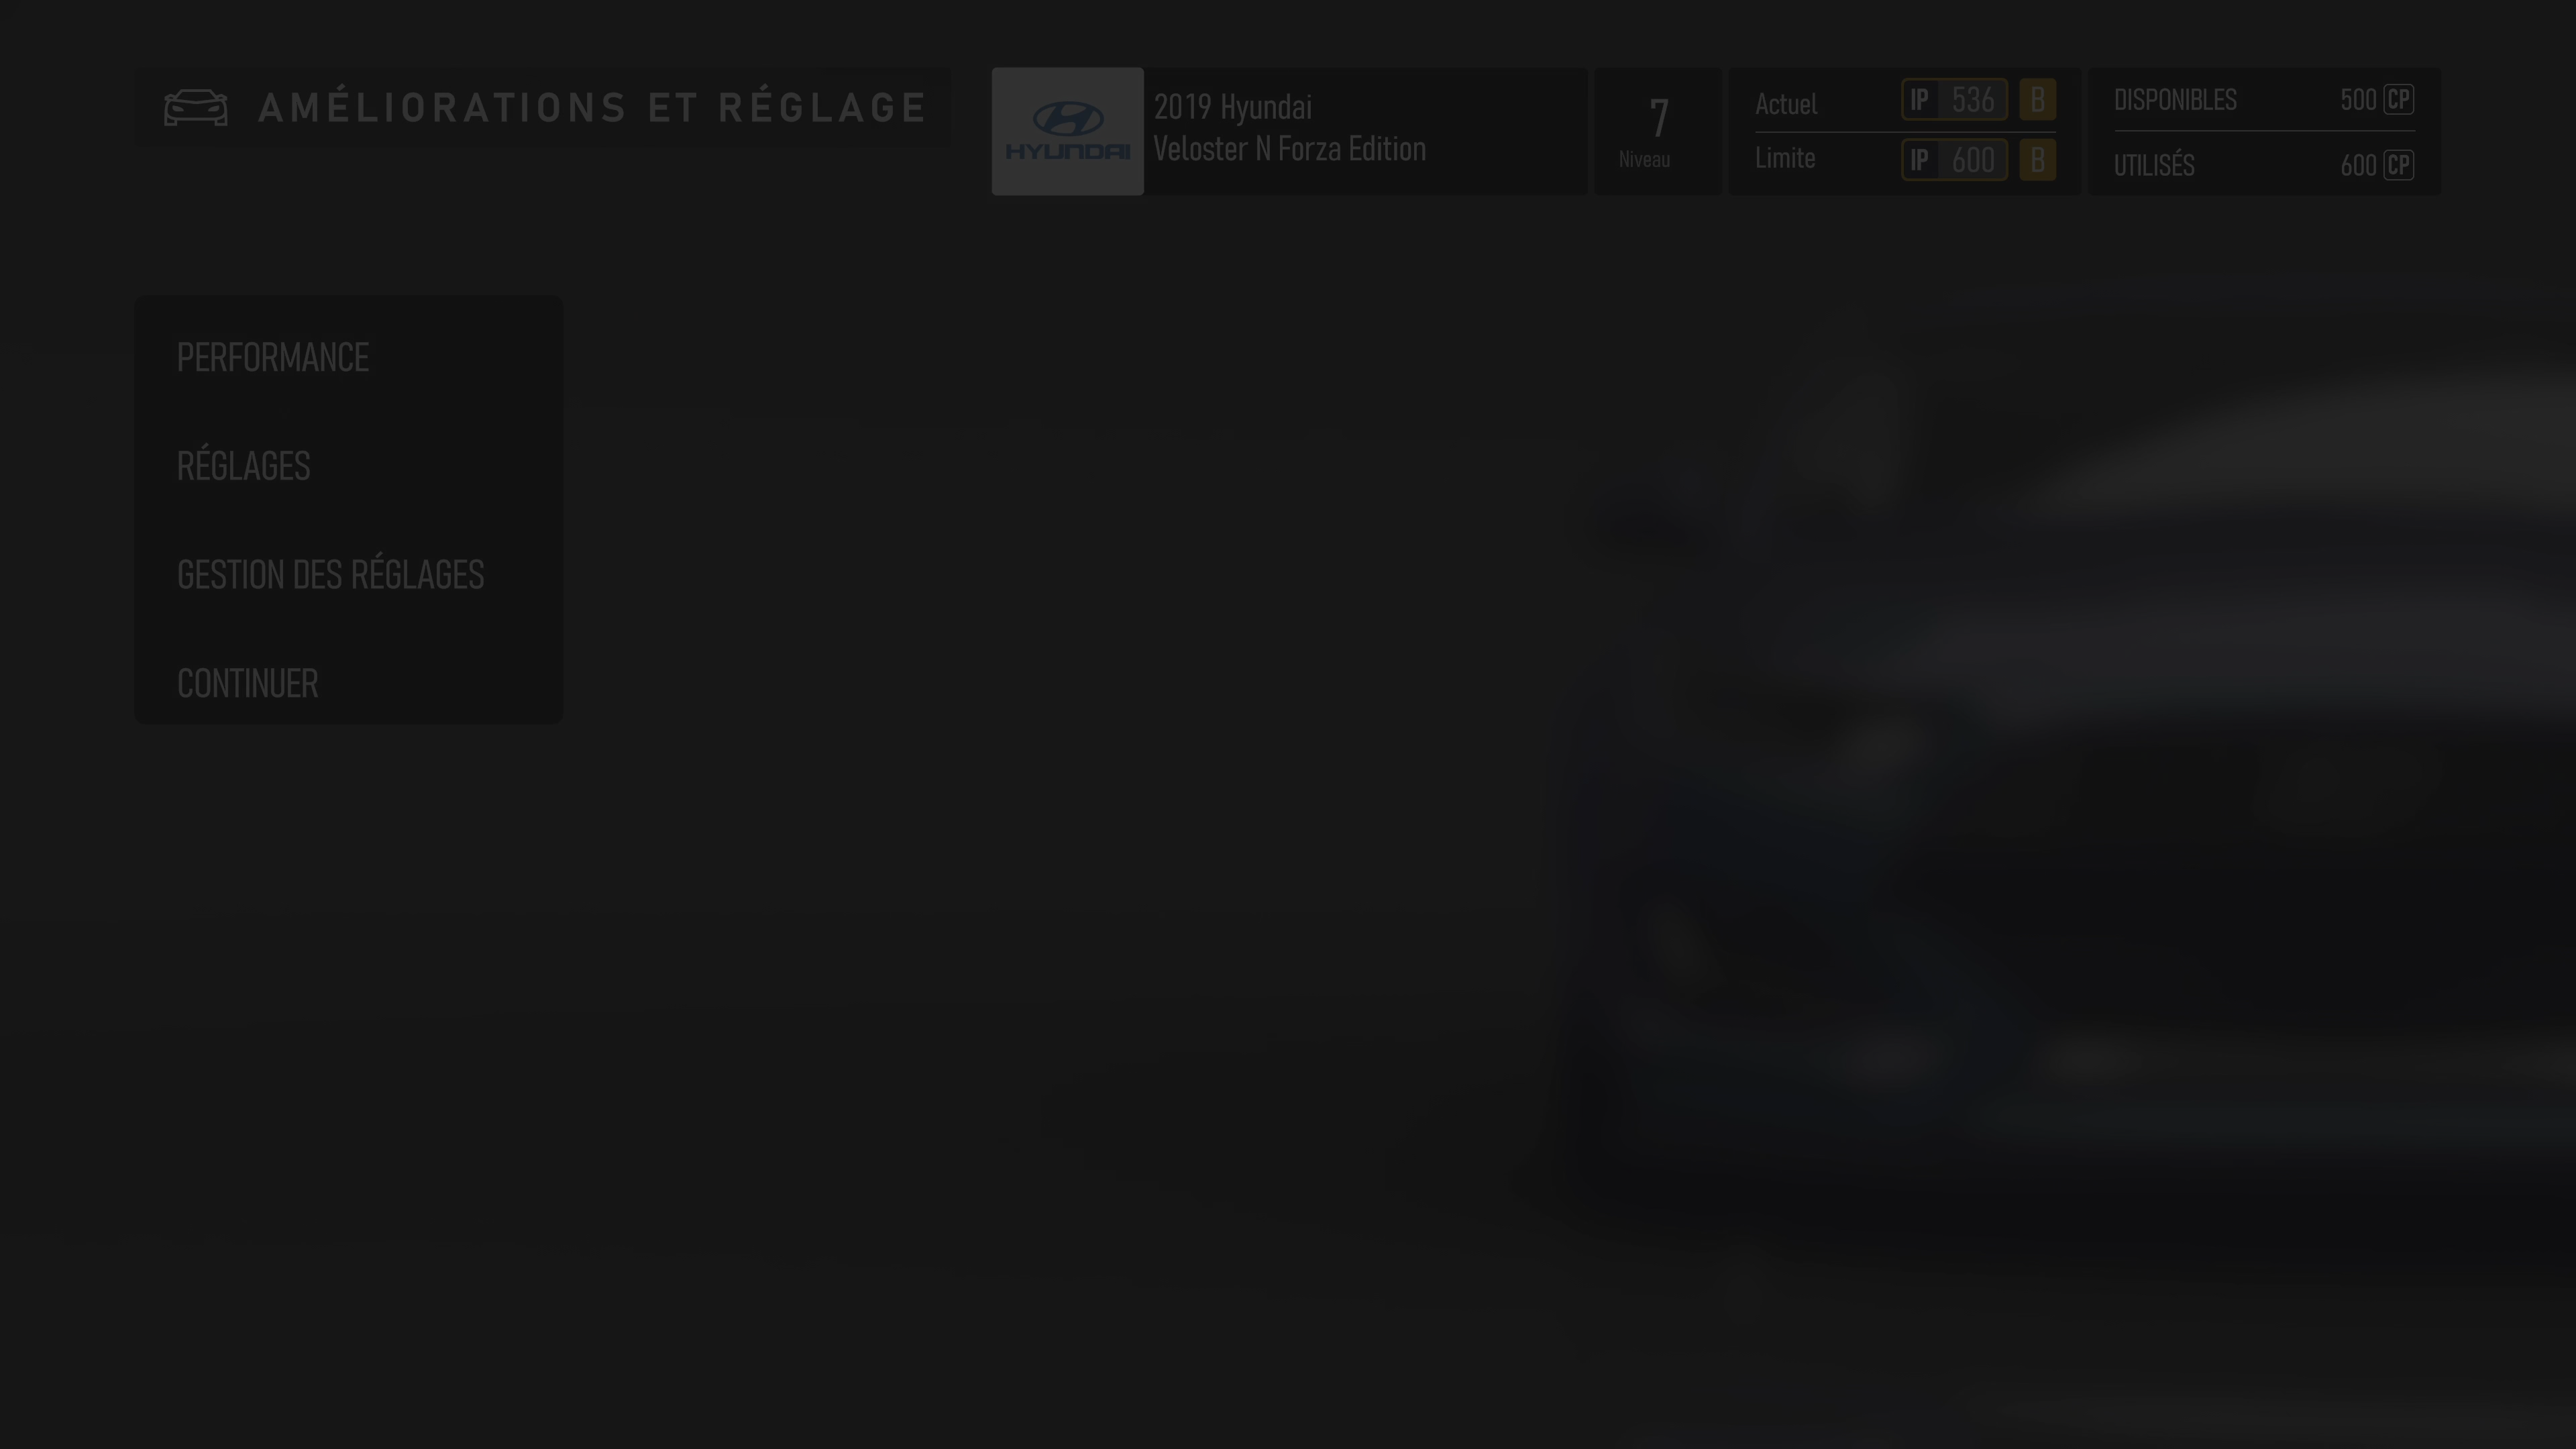 AMÉLIORATIONS ET RÉGLAGE
HYUNDAI
2019 Hyundai
Veloster N Forza Edition
7
Niveau
Actuel IP 536 B
Limite IP 600 B
DISPONIBLES 500 CP
UTILISÉS 600 CP
PERFORMANCE
RÉGLAGES
GESTION DES RÉGLAGES
CONTINUER